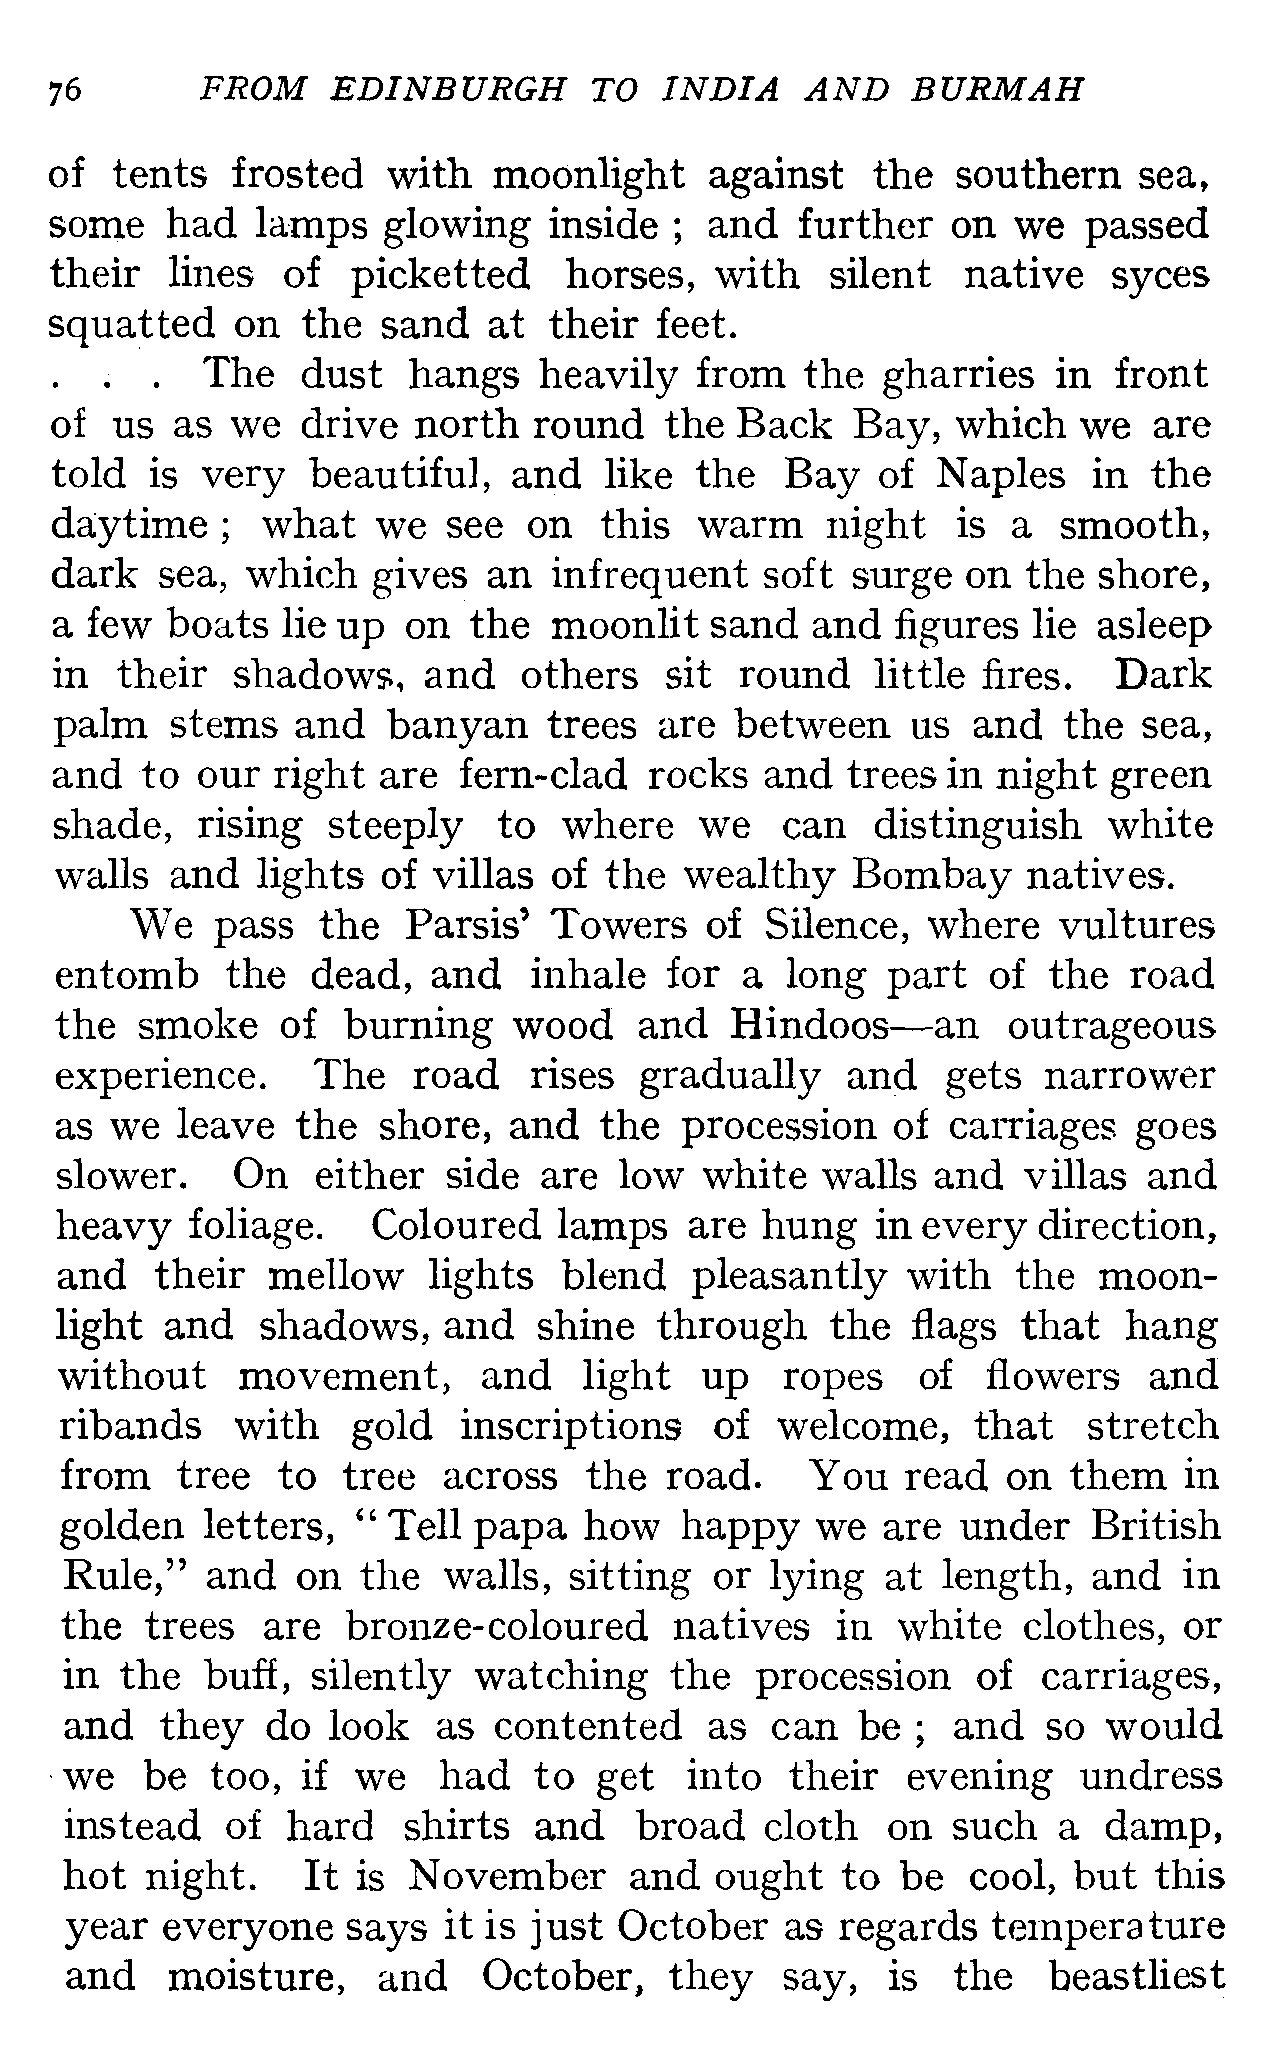 76 FROM EDINBURGH TO INDIA AND BURMAH
of tents frosted with moonlight against the southern sea,
some had lamps glowing inside ; and further on we passed
their lines of picketted horses, with silent native syces
squatted on the sand at their feet.
. . . The dust hangs heavily from the gharries in front
of us as we drive north round the Back Bay, which we are
told is very beautiful, and like the Bay of Naples in the
daytime ; what we see on this warm night is a smooth,
dark sea, which gives an infrequent soft surge on the shore,
a few boats lie up on the moonlit sand and figures lie asleep
in their shadows, and others sit round little fires. Dark
palm stems and banyan trees are between us and the sea,
and to our right are fern-clad rocks and trees in night green
shade, rising steeply to where we can distinguish white
walls and lights of villas of the wealthy Bombay natives.
We pass the Parsis' Towers of Silence, where vultures
entomb the dead, and inhale for a long part of the road
the smoke of burning wood and Hindoos—an outrageous
experience. The road rises gradually and gets narrower
as we leave the shore, and the procession of carriages goes
slower. On either side are low white walls and villas and
heavy foliage. Coloured lamps are hung in every direction,
and their mellow lights blend pleasantly with the moon-
light and shadows, and shine through the flags that hang
without movement, and light up ropes of flowers and
ribands with gold inscriptions of welcome, that stretch
from tree to tree across the road. You read on them in
golden letters, "Tell papa how happy we are under British
Rule," and on the walls, sitting or lying at length, and in
the trees are bronze-coloured natives in white clothes, or
in the buff, silently watching the procession of carriages,
and they do look as contented as can be ; and so would
we be too, if we had to get into their evening undress
instead of hard shirts and broad cloth on such a damp,
hot night. It is November and ought to be cool, but this
year everyone says it is just October as regards temperature
and moisture, and October, they say, is the beastliest